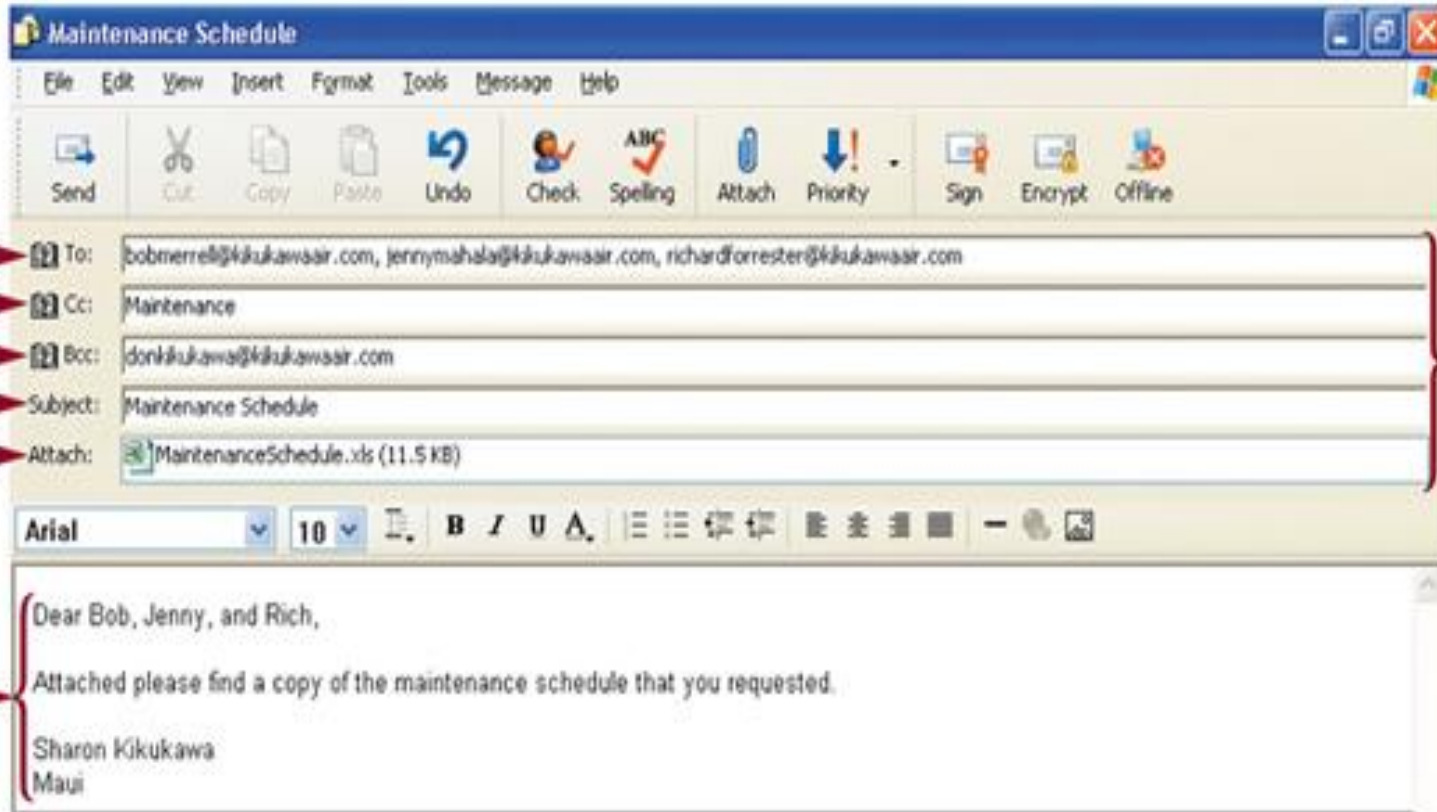 Maintenance Schedule
File Edit View Insert Format Tools Message Help
ABC
Send Cut Copy Paste Undo Check Spelling Attach Priority Sign Encrypt Offline
To: bobmerrell@kikukawaair.com, jennymahala@kikukawaair.com, richardforrester@kikukawaair.com
Cc: Maintenance
Bcc: donkikukawa@kikukawaair.com
Subject: Maintenance Schedule
Attach: MaintenanceSchedule.xls (11.5 KB)
Arial 10 B I U A
Dear Bob, Jenny, and Rich,
Attached please find a copy of the maintenance schedule that you requested.
Sharon Kikukawa
Maui